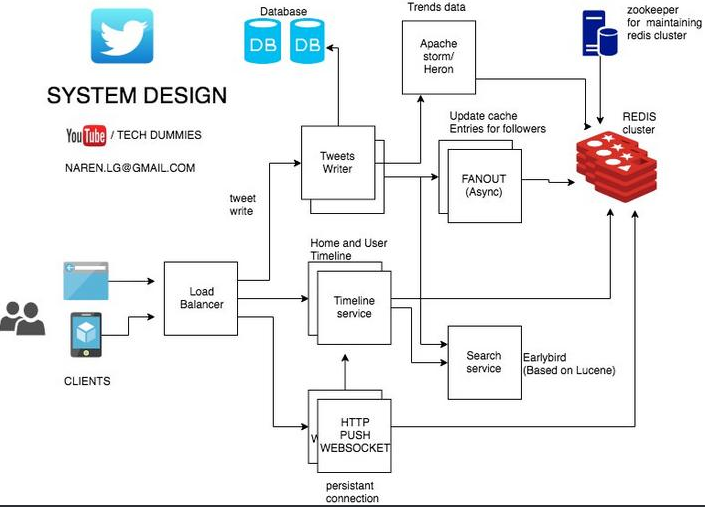 Database
DB DB
Trends data
Apache
storm/
Heron
zookeeper
for maintaining
redis cluster
SYSTEM DESIGN
YouTube / TECH DUMMIES
NAREN.LG@GMAIL.COM
Tweets
Writer
Update cache
Entries for followers
FANOUT
(Async)
REDIS
cluster
tweet
write
Home and User
Timeline
Load
Balancer
Timeline
service
CLIENTS
Search
service
Earlybird
(Based on Lucene)
W
HTTP
PUSH
WEBSOCKET
persistant
connection